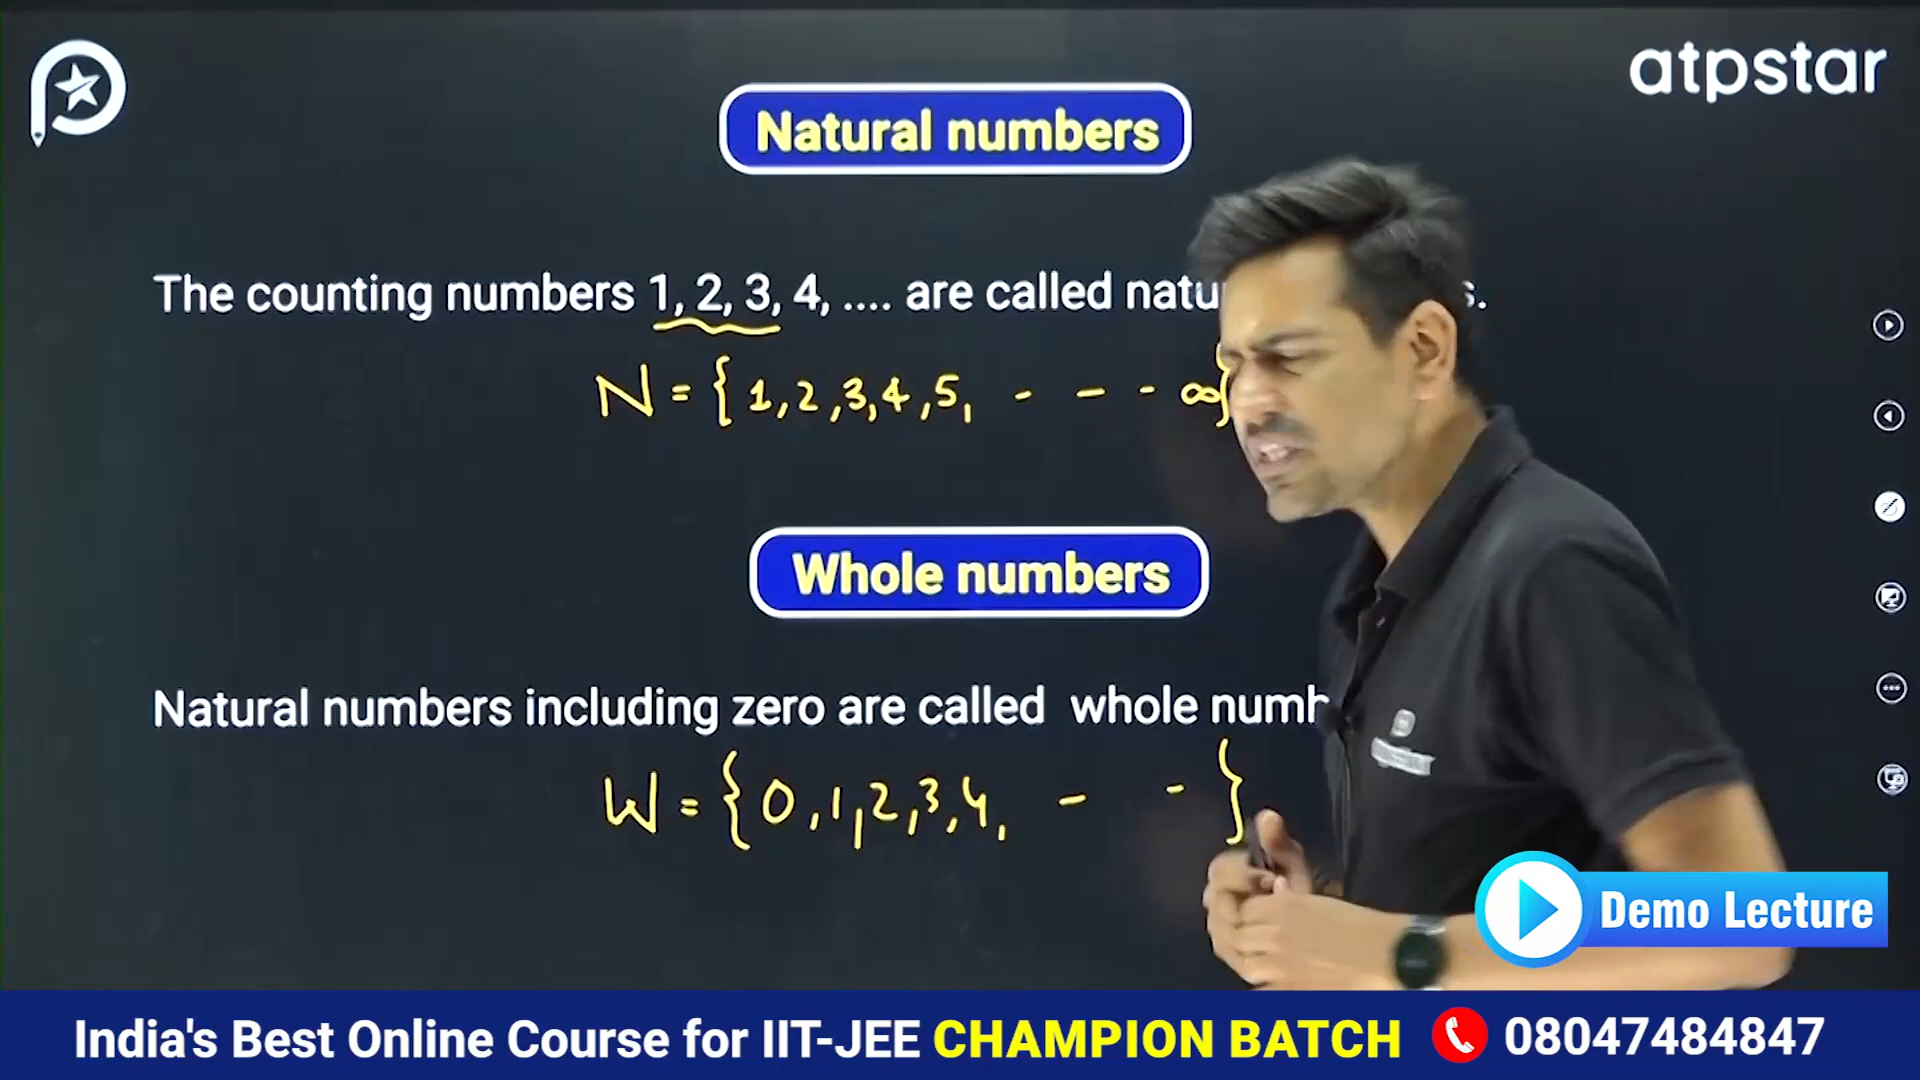 atpstar
Natural numbers
The counting numbers 1, 2, 3, 4, .... are called natu s.
N = { 1, 2, 3, 4, 5, - - - ∞}
Whole numbers
Natural numbers including zero are called whole numb
W = { 0, 1, 2, 3, 4, - - }
Demo Lecture
India's Best Online Course for IIT-JEE CHAMPION BATCH 08047484847